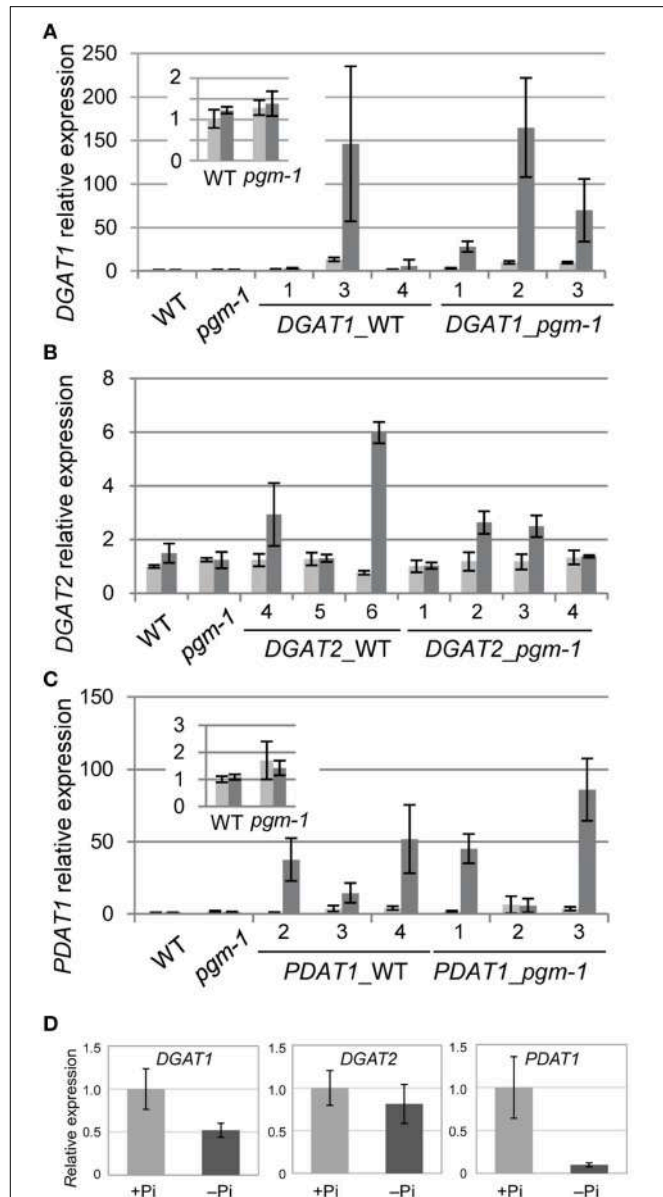 A
DGAT1 relative expression
250
200
150
100
50
0
2
1
0
WT pgm-1
WT pgm-1 1 3 4 1 2 3
DGAT1_WT DGAT1_pgm-1
B
DGAT2 relative expression
8
6
4
2
0
WT pgm-1 4 5 6 1 2 3 4
DGAT2_WT DGAT2_pgm-1
C
PDAT1 relative expression
150
100
50
0
3
2
1
0
WT pgm-1
WT pgm-1 2 3 4 1 2 3
PDAT1_WT PDAT1_pgm-1
D
Relative expression
1.5
1.0
0.5
0
DGAT1
+Pi –Pi
1.5
1.0
0.5
0
DGAT2
+Pi –Pi
1.5
1.0
0.5
0
PDAT1
+Pi –Pi